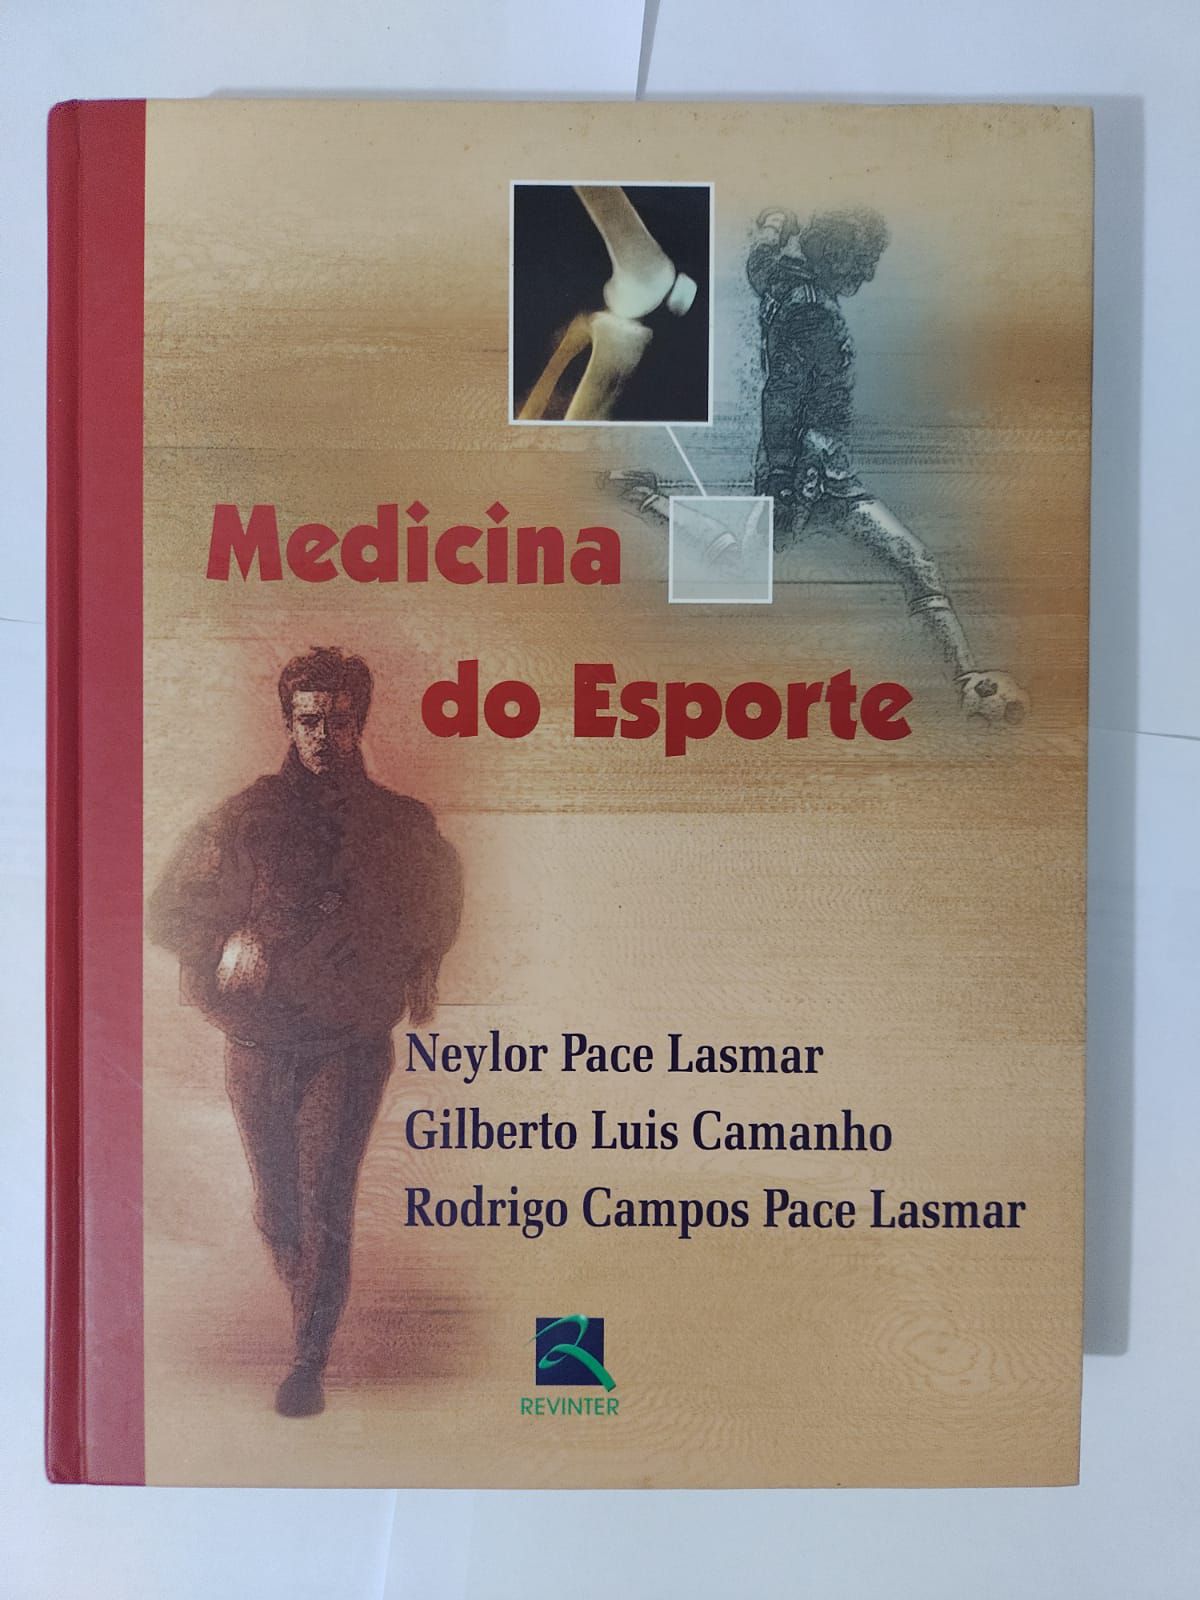 Medicina
do Esporte
Neylor Pace Lasmar
Gilberto Luis Camanho
Rodrigo Campos Pace Lasmar
REVINTER